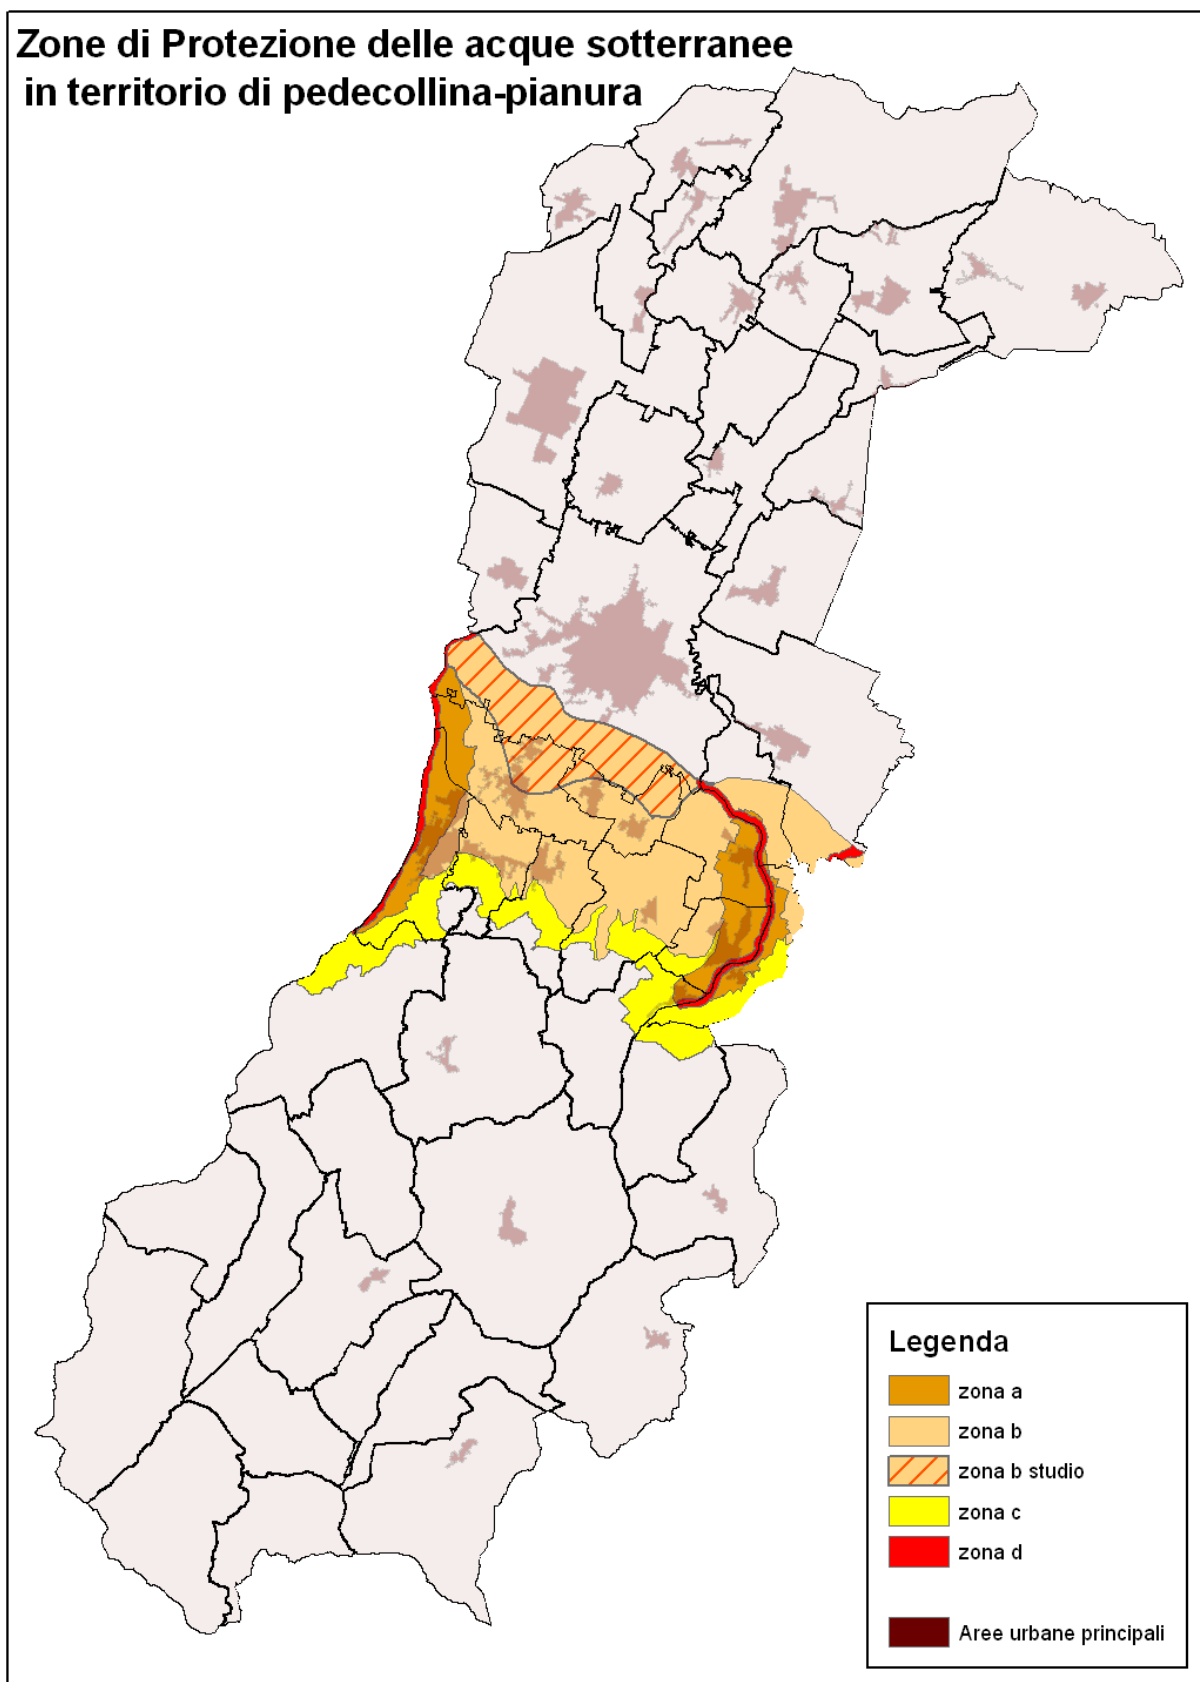 Zone di Protezione delle acque sotterranee
in territorio di pedecollina-pianura
Legenda
zona a
zona b
zona b studio
zona c
zona d
Aree urbane principali